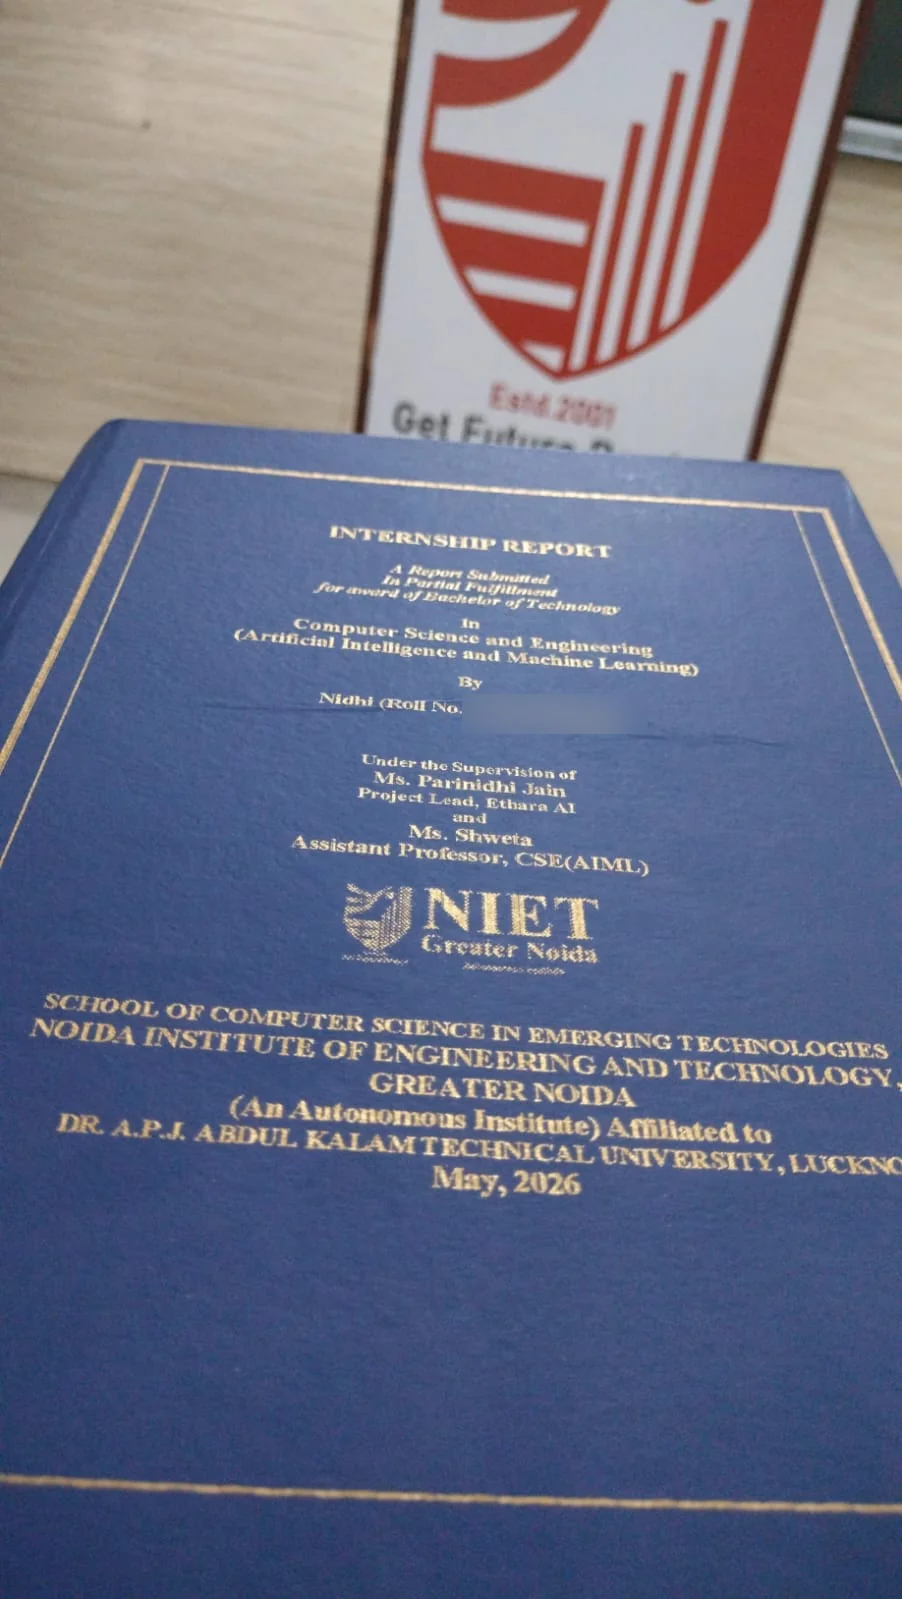 Estd.2001
Get Future
INTERNSHIP REPORT
A Report Submitted
In Partial Fulfillment
for award of Bachelor of Technology
In
Computer Science and Engineering
(Artificial Intelligence and Machine Learning)
By
Nidhi (Roll No.
Under the Supervision of
Ms. Parinidhi Jain
Project Lead, Ethara AI
and
Ms. Shweta
Assistant Professor, CSE(AIML)
NIET
Greater Noida
SCHOOL OF COMPUTER SCIENCE IN EMERGING TECHNOLOGIES
NOIDA INSTITUTE OF ENGINEERING AND TECHNOLOGY,
GREATER NOIDA
(An Autonomous Institute) Affiliated to
DR. A.P.J. ABDUL KALAM TECHNICAL UNIVERSITY, LUCKNO
May, 2026